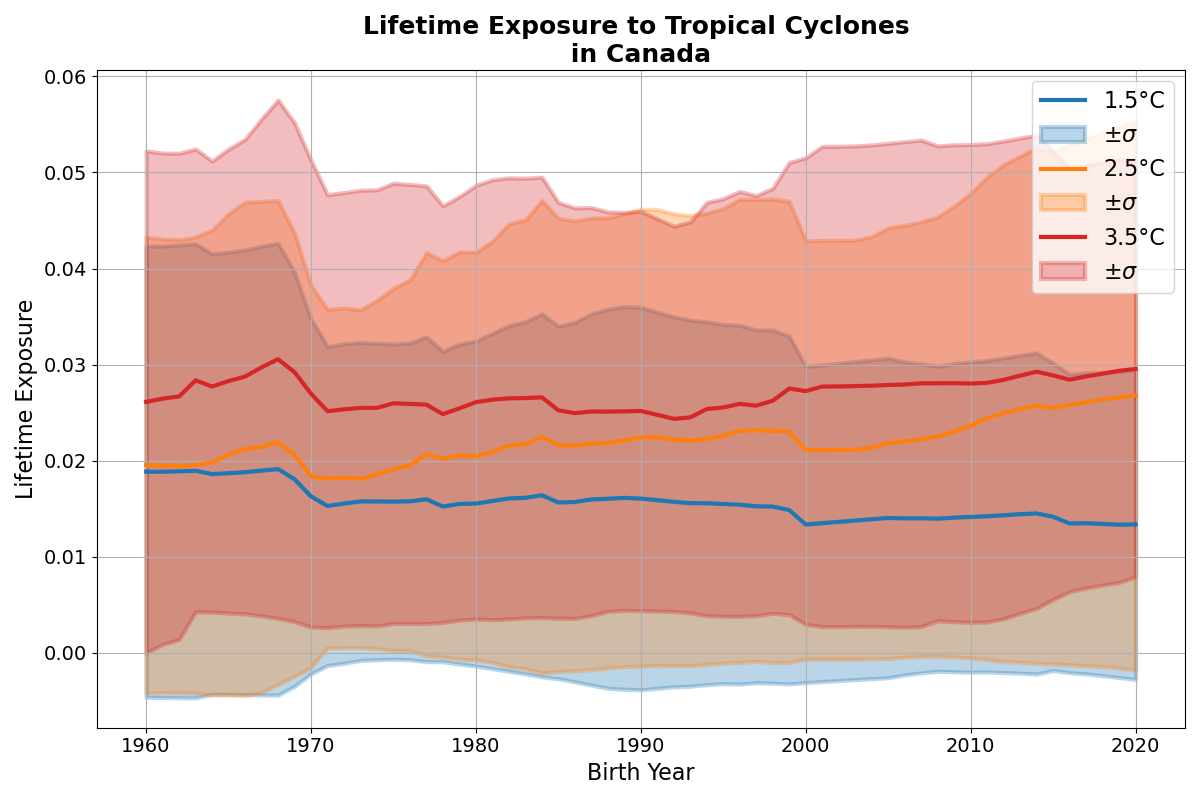 Lifetime Exposure to Tropical Cyclones
in Canada
Lifetime Exposure
0.06
0.05
0.04
0.03
0.02
0.01
0.00
1960
1970
1980
1990
2000
2010
2020
Birth Year
1.5°C
±σ
2.5°C
±σ
3.5°C
±σ